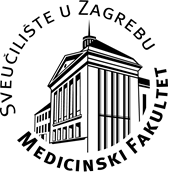 SVEUČILIŠTE U ZAGREBU
MEDICINSKI FAKULTET